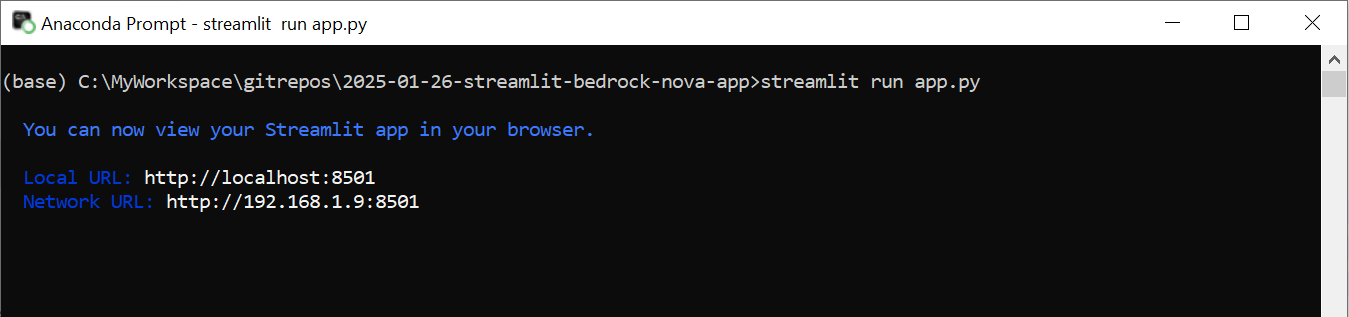 Anaconda Prompt - streamlit  run app.py
(base) C:\MyWorkspace\gitrepos\2025-01-26-streamlit-bedrock-nova-app>streamlit run app.py
You can now view your Streamlit app in your browser.
Local URL: http://localhost:8501
Network URL: http://192.168.1.9:8501